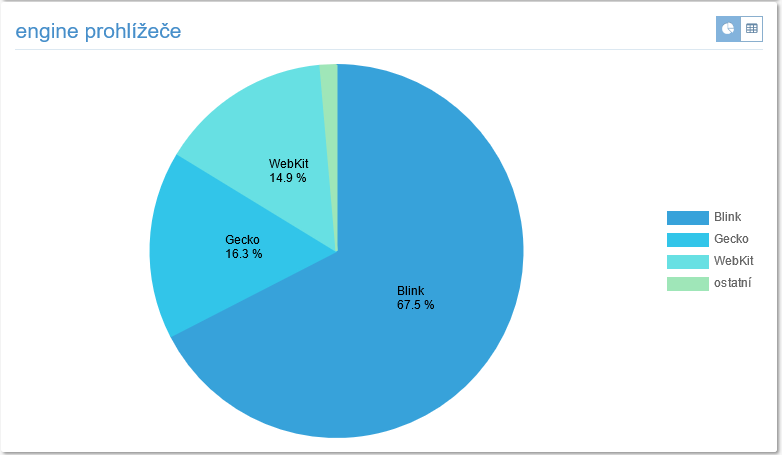 engine prohlížeče
WebKit
14.9 %
Gecko
16.3 %
Blink
67.5 %
Blink
Gecko
WebKit
ostatní